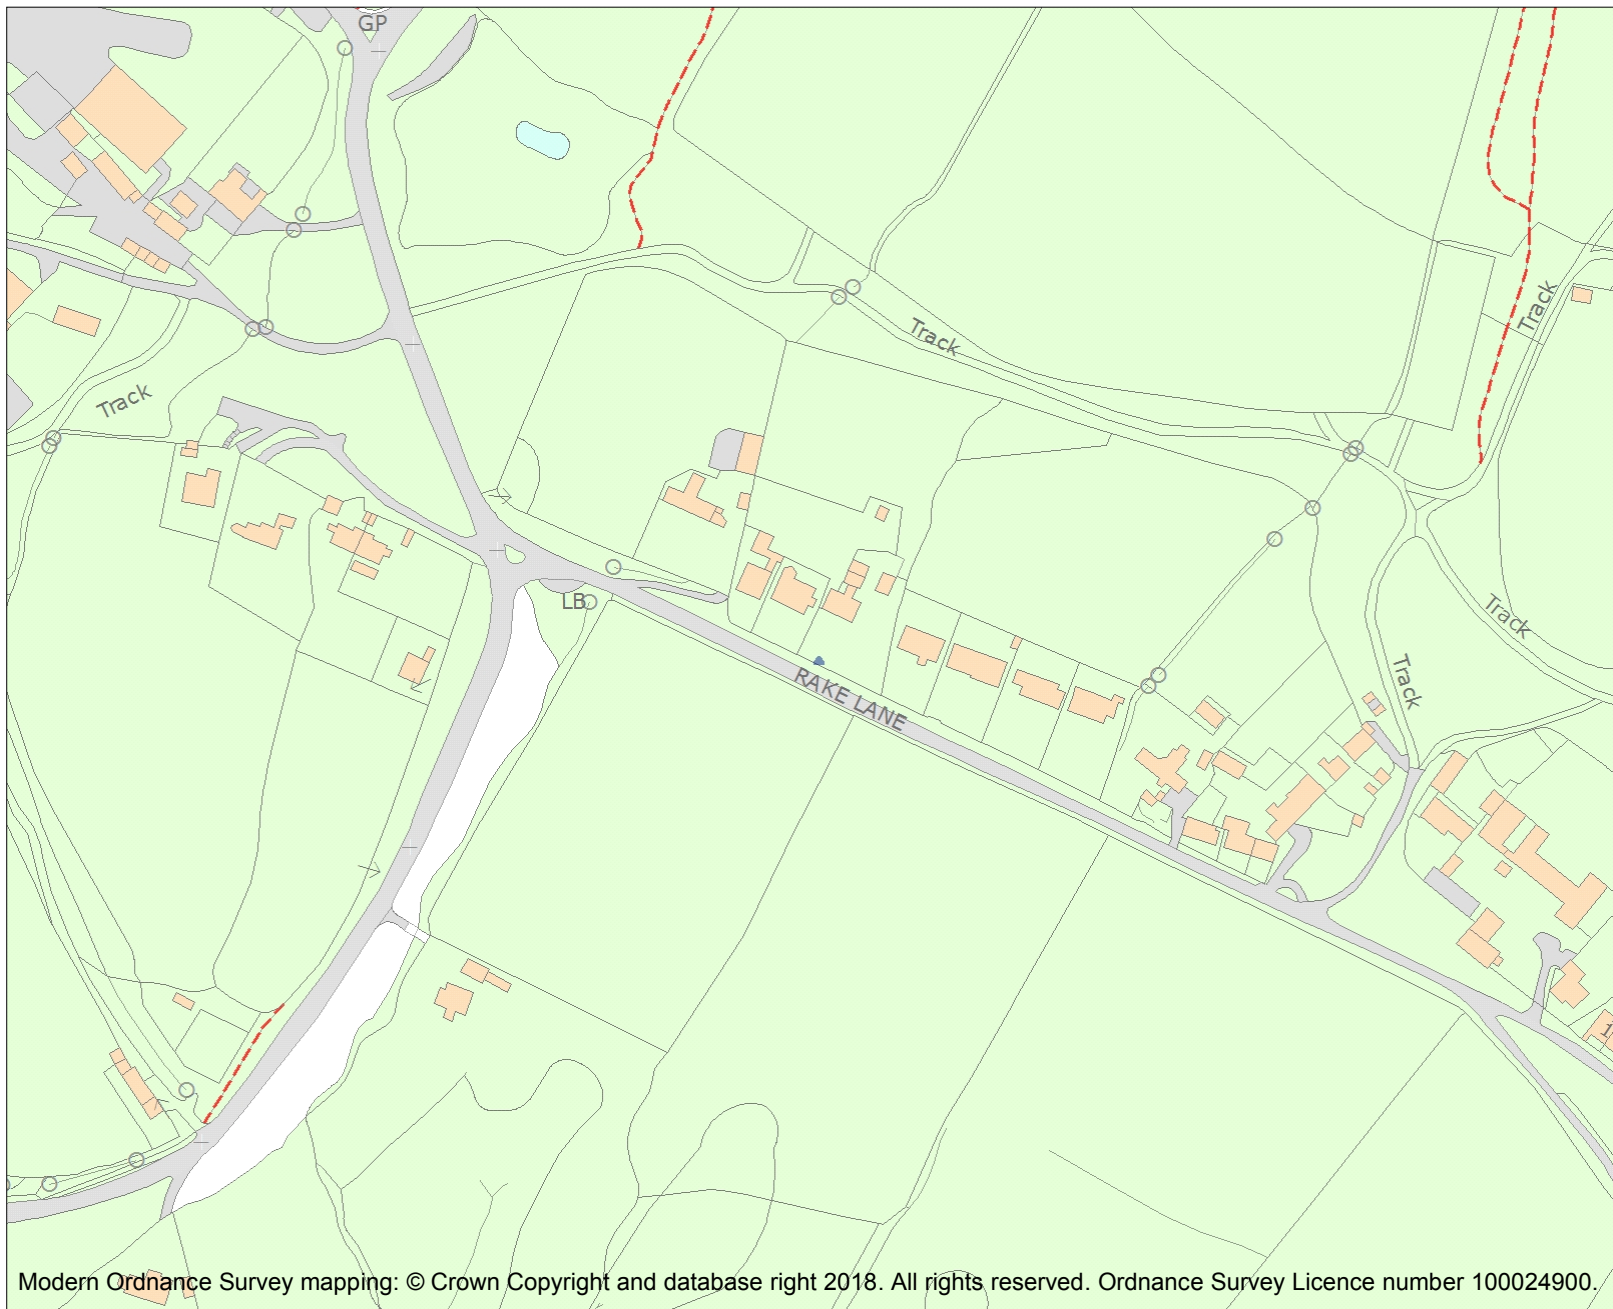 GP
Track
Track
Track
LB
RAKE LANE
Track
Track
Modern Ordnance Survey mapping: © Crown Copyright and database right 2018. All rights reserved. Ordnance Survey Licence number 100024900.